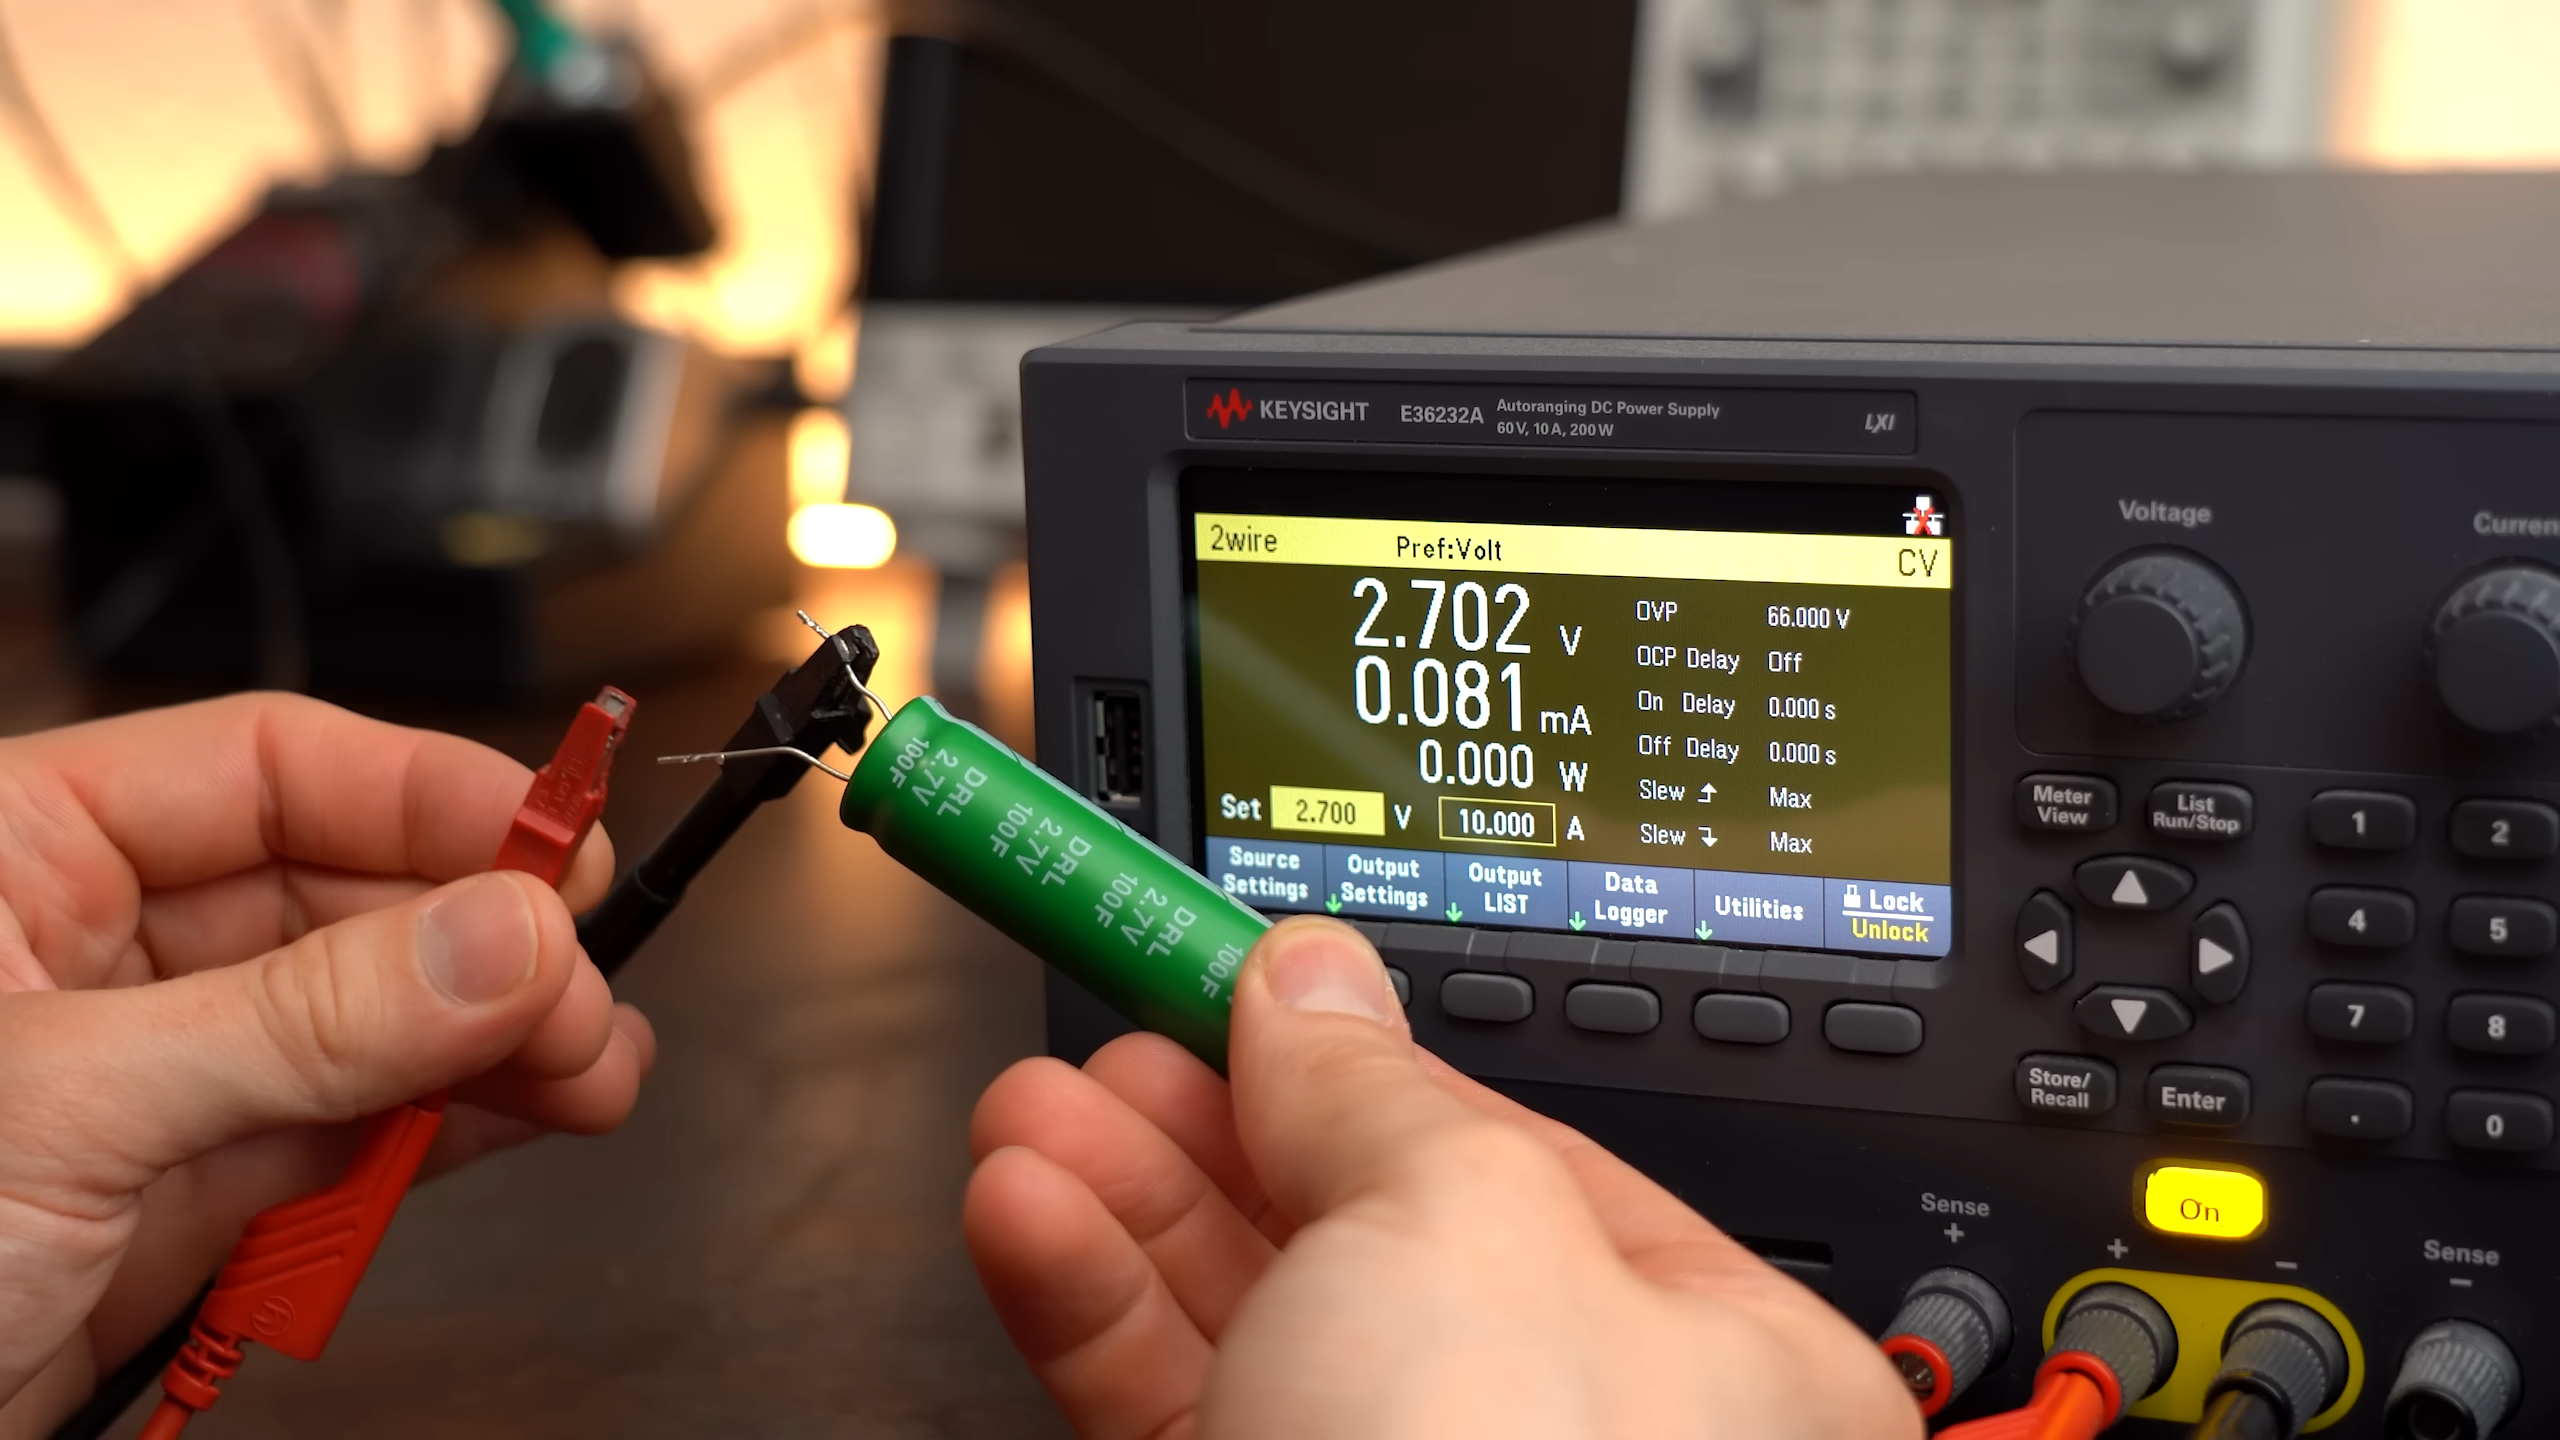 KEYSIGHT E36232A Autoranging DC Power Supply
60V, 10A, 200W
LXI
2wire Pref:Volt CV
2.702 V
0.081 mA
0.000 W
Set 2.700 V 10.000 A
OVP 66.000 V
OCP Delay Off
On Delay 0.000 s
Off Delay 0.000 s
Slew Max
Slew Max
Source
Settings
Output
Settings
Output
LIST
Data
Logger
Utilities
Lock
Unlock
Voltage
Meter
View
List
Run/Stop
1 2
4 5
7 8
. 0
Store/
Recall
Enter
On
Sense
+
+ −
Sense
−
DRL
2.7V
100F
DRL
2.7V
100F
DRL
2.7V
100F
100F